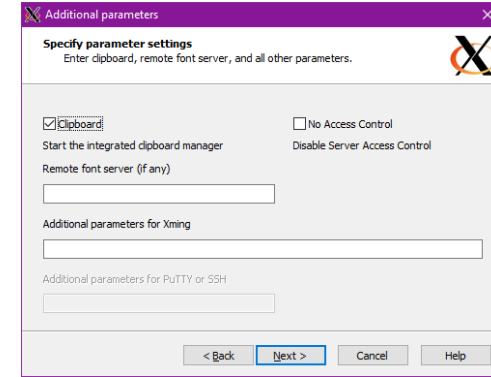 Additional parameters
Specify parameter settings
Enter clipboard, remote font server, and all other parameters.
Clipboard
No Access Control
Start the integrated clipboard manager
Disable Server Access Control
Remote font server (if any)
Additional parameters for Xming
Additional parameters for PuTTY or SSH
< Back
Next >
Cancel
Help